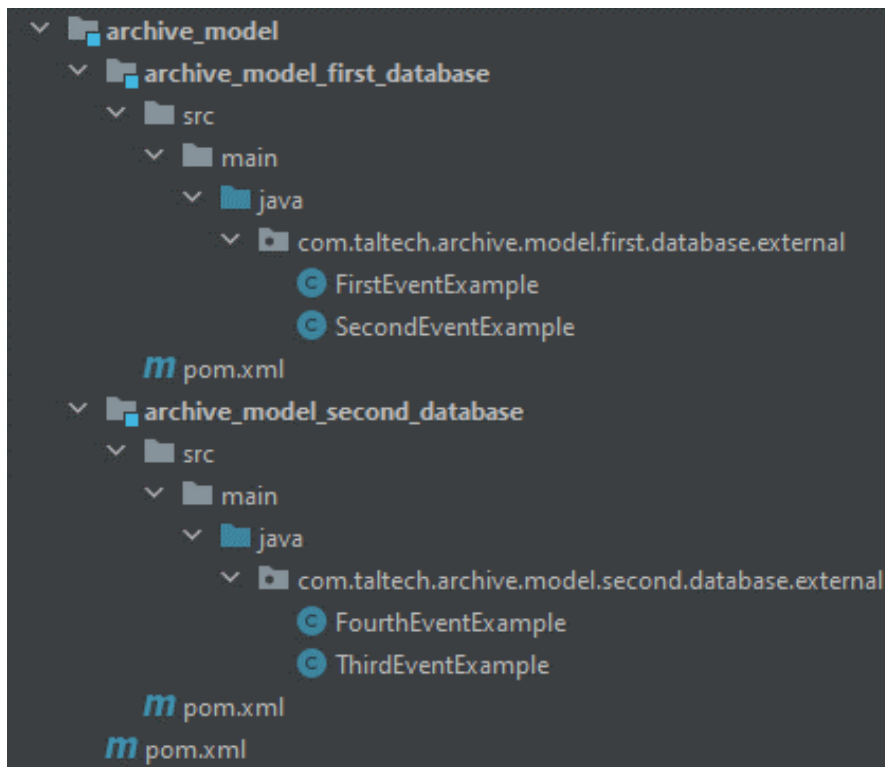 archive_model
archive_model_first_database
src
main
java
com.taltech.archive.model.first.database.external
C FirstEventExample
C SecondEventExample
m pom.xml
archive_model_second_database
src
main
java
com.taltech.archive.model.second.database.external
C FourthEventExample
C ThirdEventExample
m pom.xml
m pom.xml